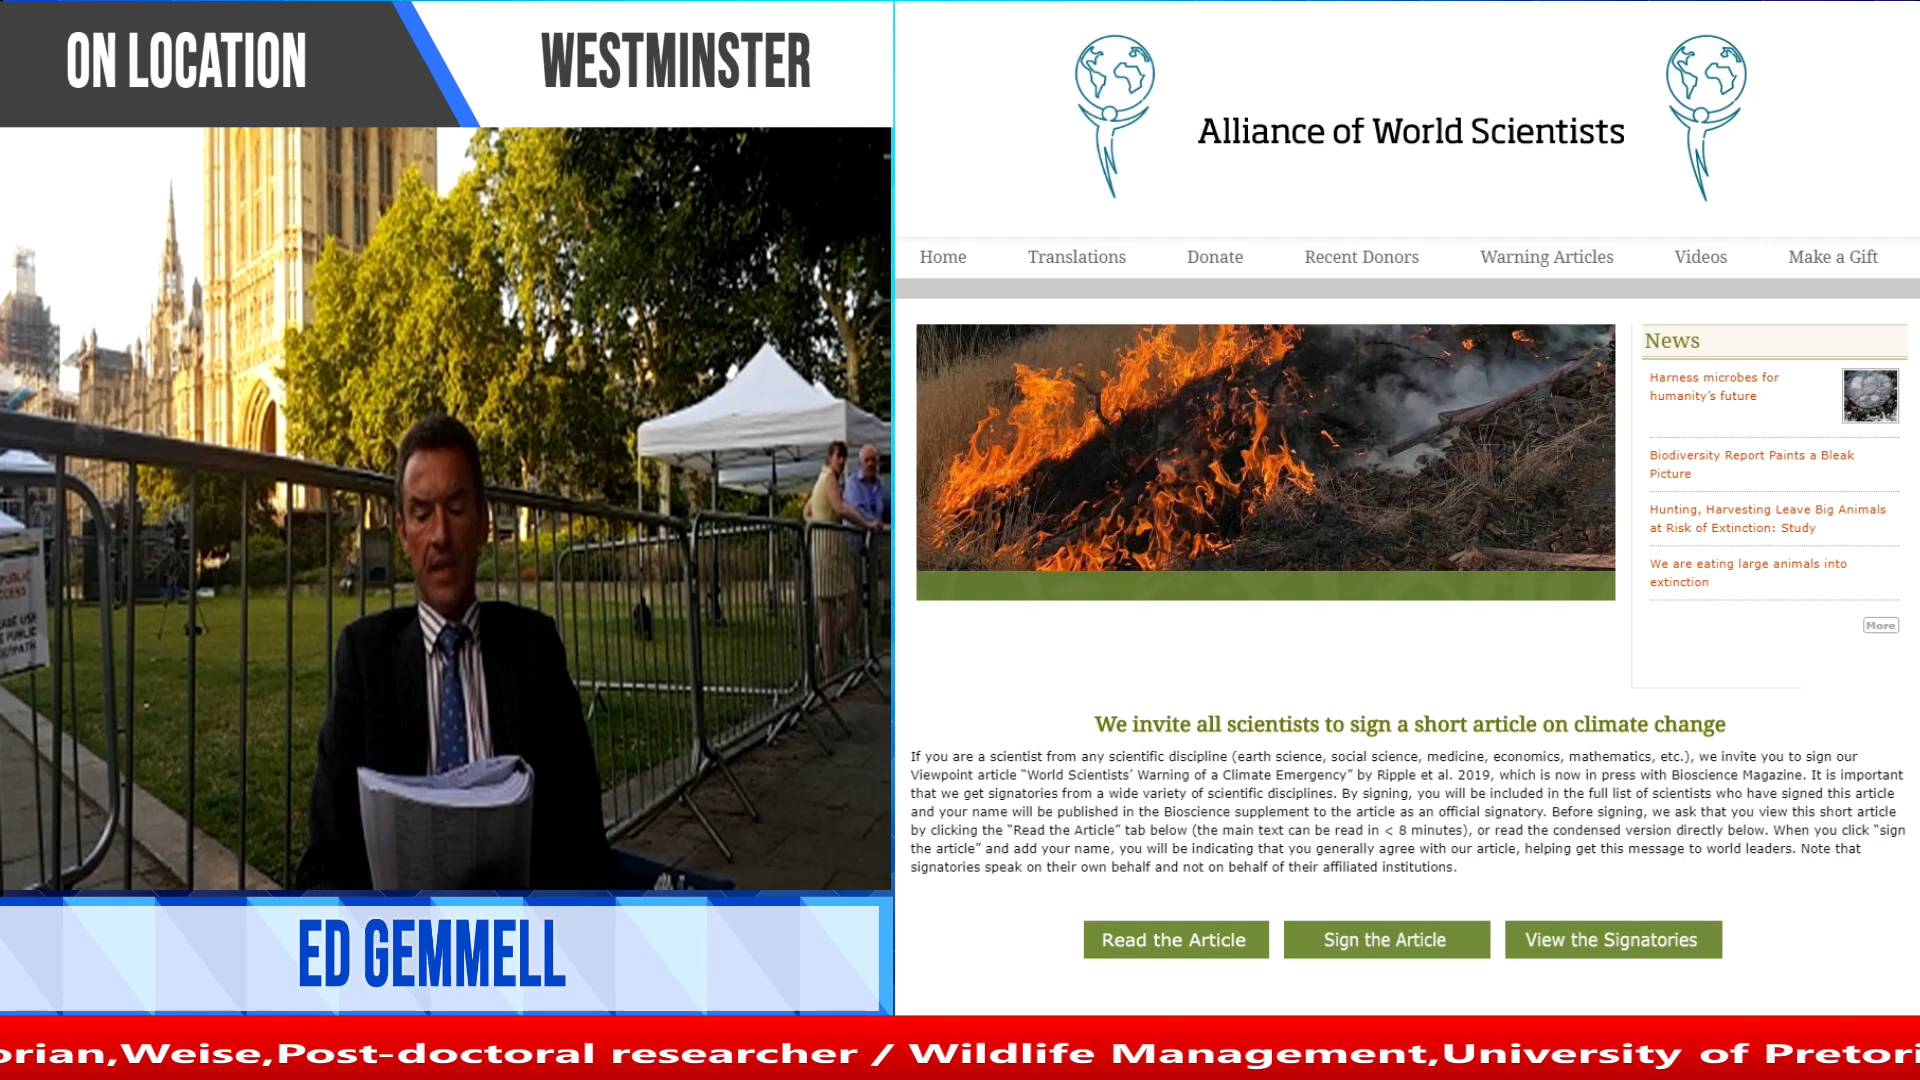 ON LOCATION
WESTMINSTER
PUBLIC
ED GEMMELL
Alliance of World Scientists
Home
Translations
Donate
Recent Donors
Warning Articles
Videos
Make a Gift
News
Harness microbes for
humanity's future
Biodiversity Report Paints a Bleak
Picture
Hunting, Harvesting Leave Big Animals
at Risk of Extinction: Study
We are eating large animals into
extinction
More
We invite all scientists to sign a short article on climate change
If you are a scientist from any scientific discipline (earth science, social science, medicine, economics, mathematics, etc.), we invite you to sign our
Viewpoint article “World Scientists’ Warning of a Climate Emergency” by Ripple et al. 2019, which is now in press with Bioscience Magazine. It is important
that we get signatories from a wide variety of scientific disciplines. By signing, you will be included in the full list of scientists who have signed this article
and your name will be published in the Bioscience supplement to the article as an official signatory. Before signing, we ask that you view this short article
by clicking the “Read the Article” tab below (the main text can be read in < 8 minutes), or read the condensed version directly below. When you click “sign
the article” and add your name, you will be indicating that you generally agree with our article, helping get this message to world leaders. Note that
signatories speak on their own behalf and not on behalf of their affiliated institutions.
Read the Article
Sign the Article
View the Signatories
orian,Weise,Post-doctoral researcher / Wildlife Management,University of Pretori